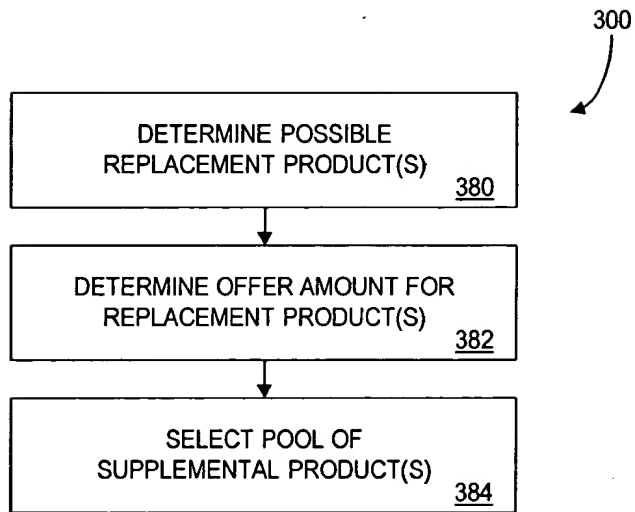 300
DETERMINE POSSIBLE
REPLACEMENT PRODUCT(S)
380
DETERMINE OFFER AMOUNT FOR
REPLACEMENT PRODUCT(S)
382
SELECT POOL OF
SUPPLEMENTAL PRODUCT(S)
384